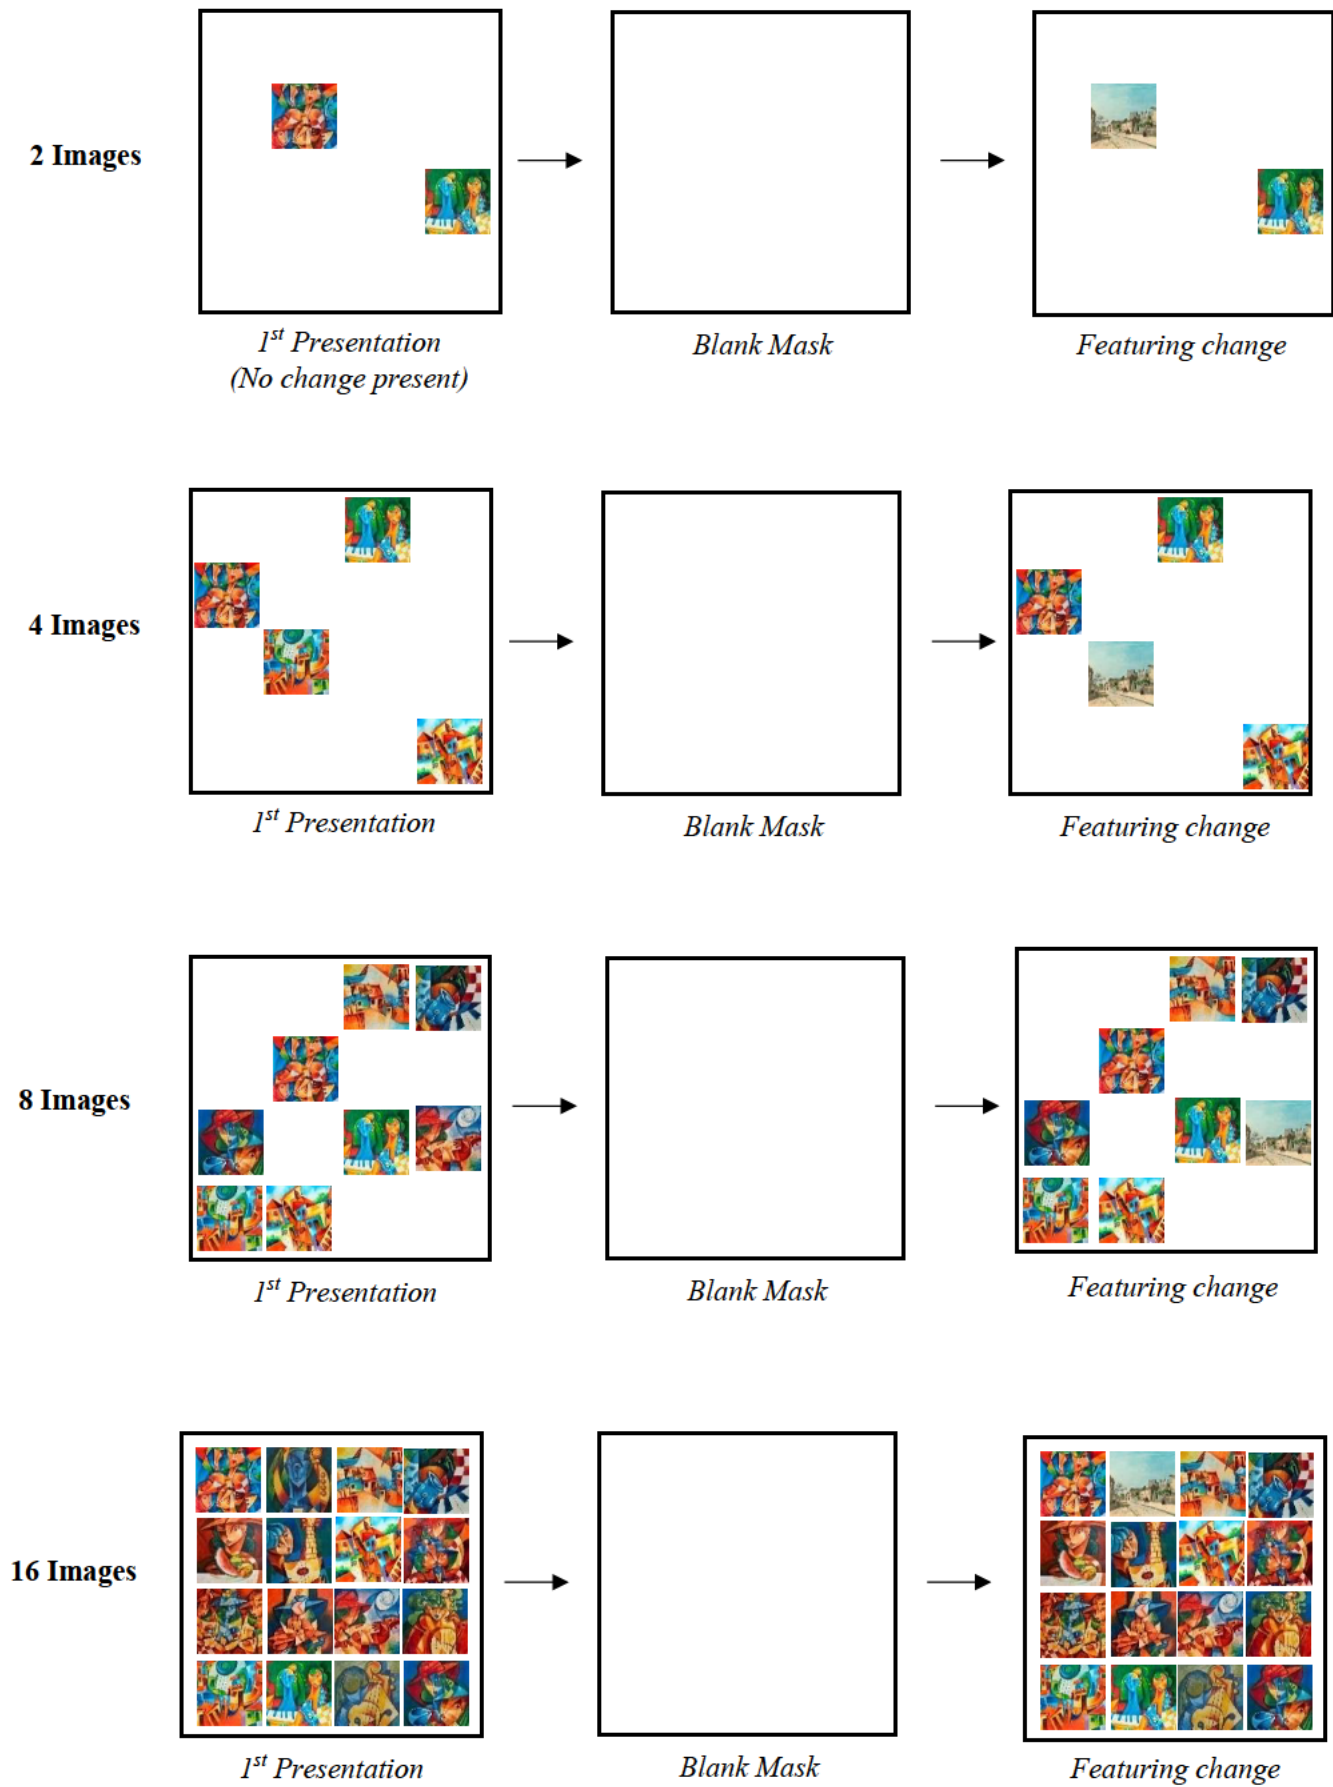 2 Images
1st Presentation
(No change present)
Blank Mask
Featuring change
4 Images
1st Presentation
Blank Mask
Featuring change
8 Images
1st Presentation
Blank Mask
Featuring change
16 Images
1st Presentation
Blank Mask
Featuring change